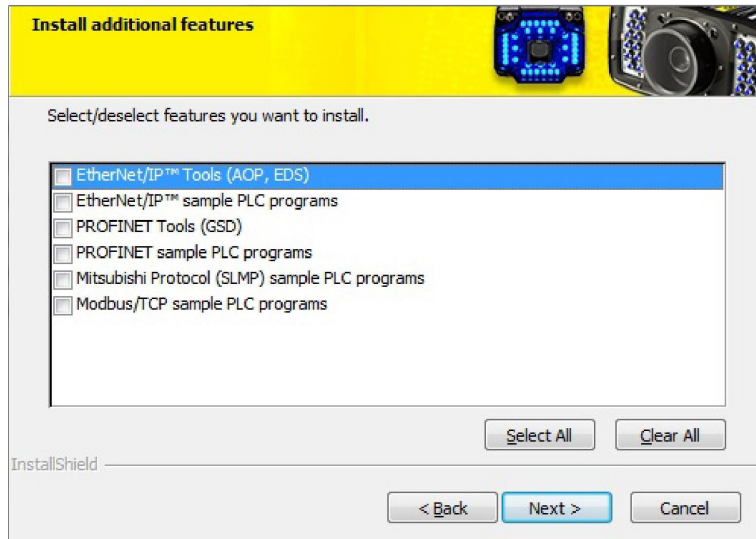 Install additional features
Select/deselect features you want to install.
EtherNet/IP™ Tools (AOP, EDS)
EtherNet/IP™ sample PLC programs
PROFINET Tools (GSD)
PROFINET sample PLC programs
Mitsubishi Protocol (SLMP) sample PLC programs
Modbus/TCP sample PLC programs
Select All Clear All
InstallShield
< Back Next > Cancel